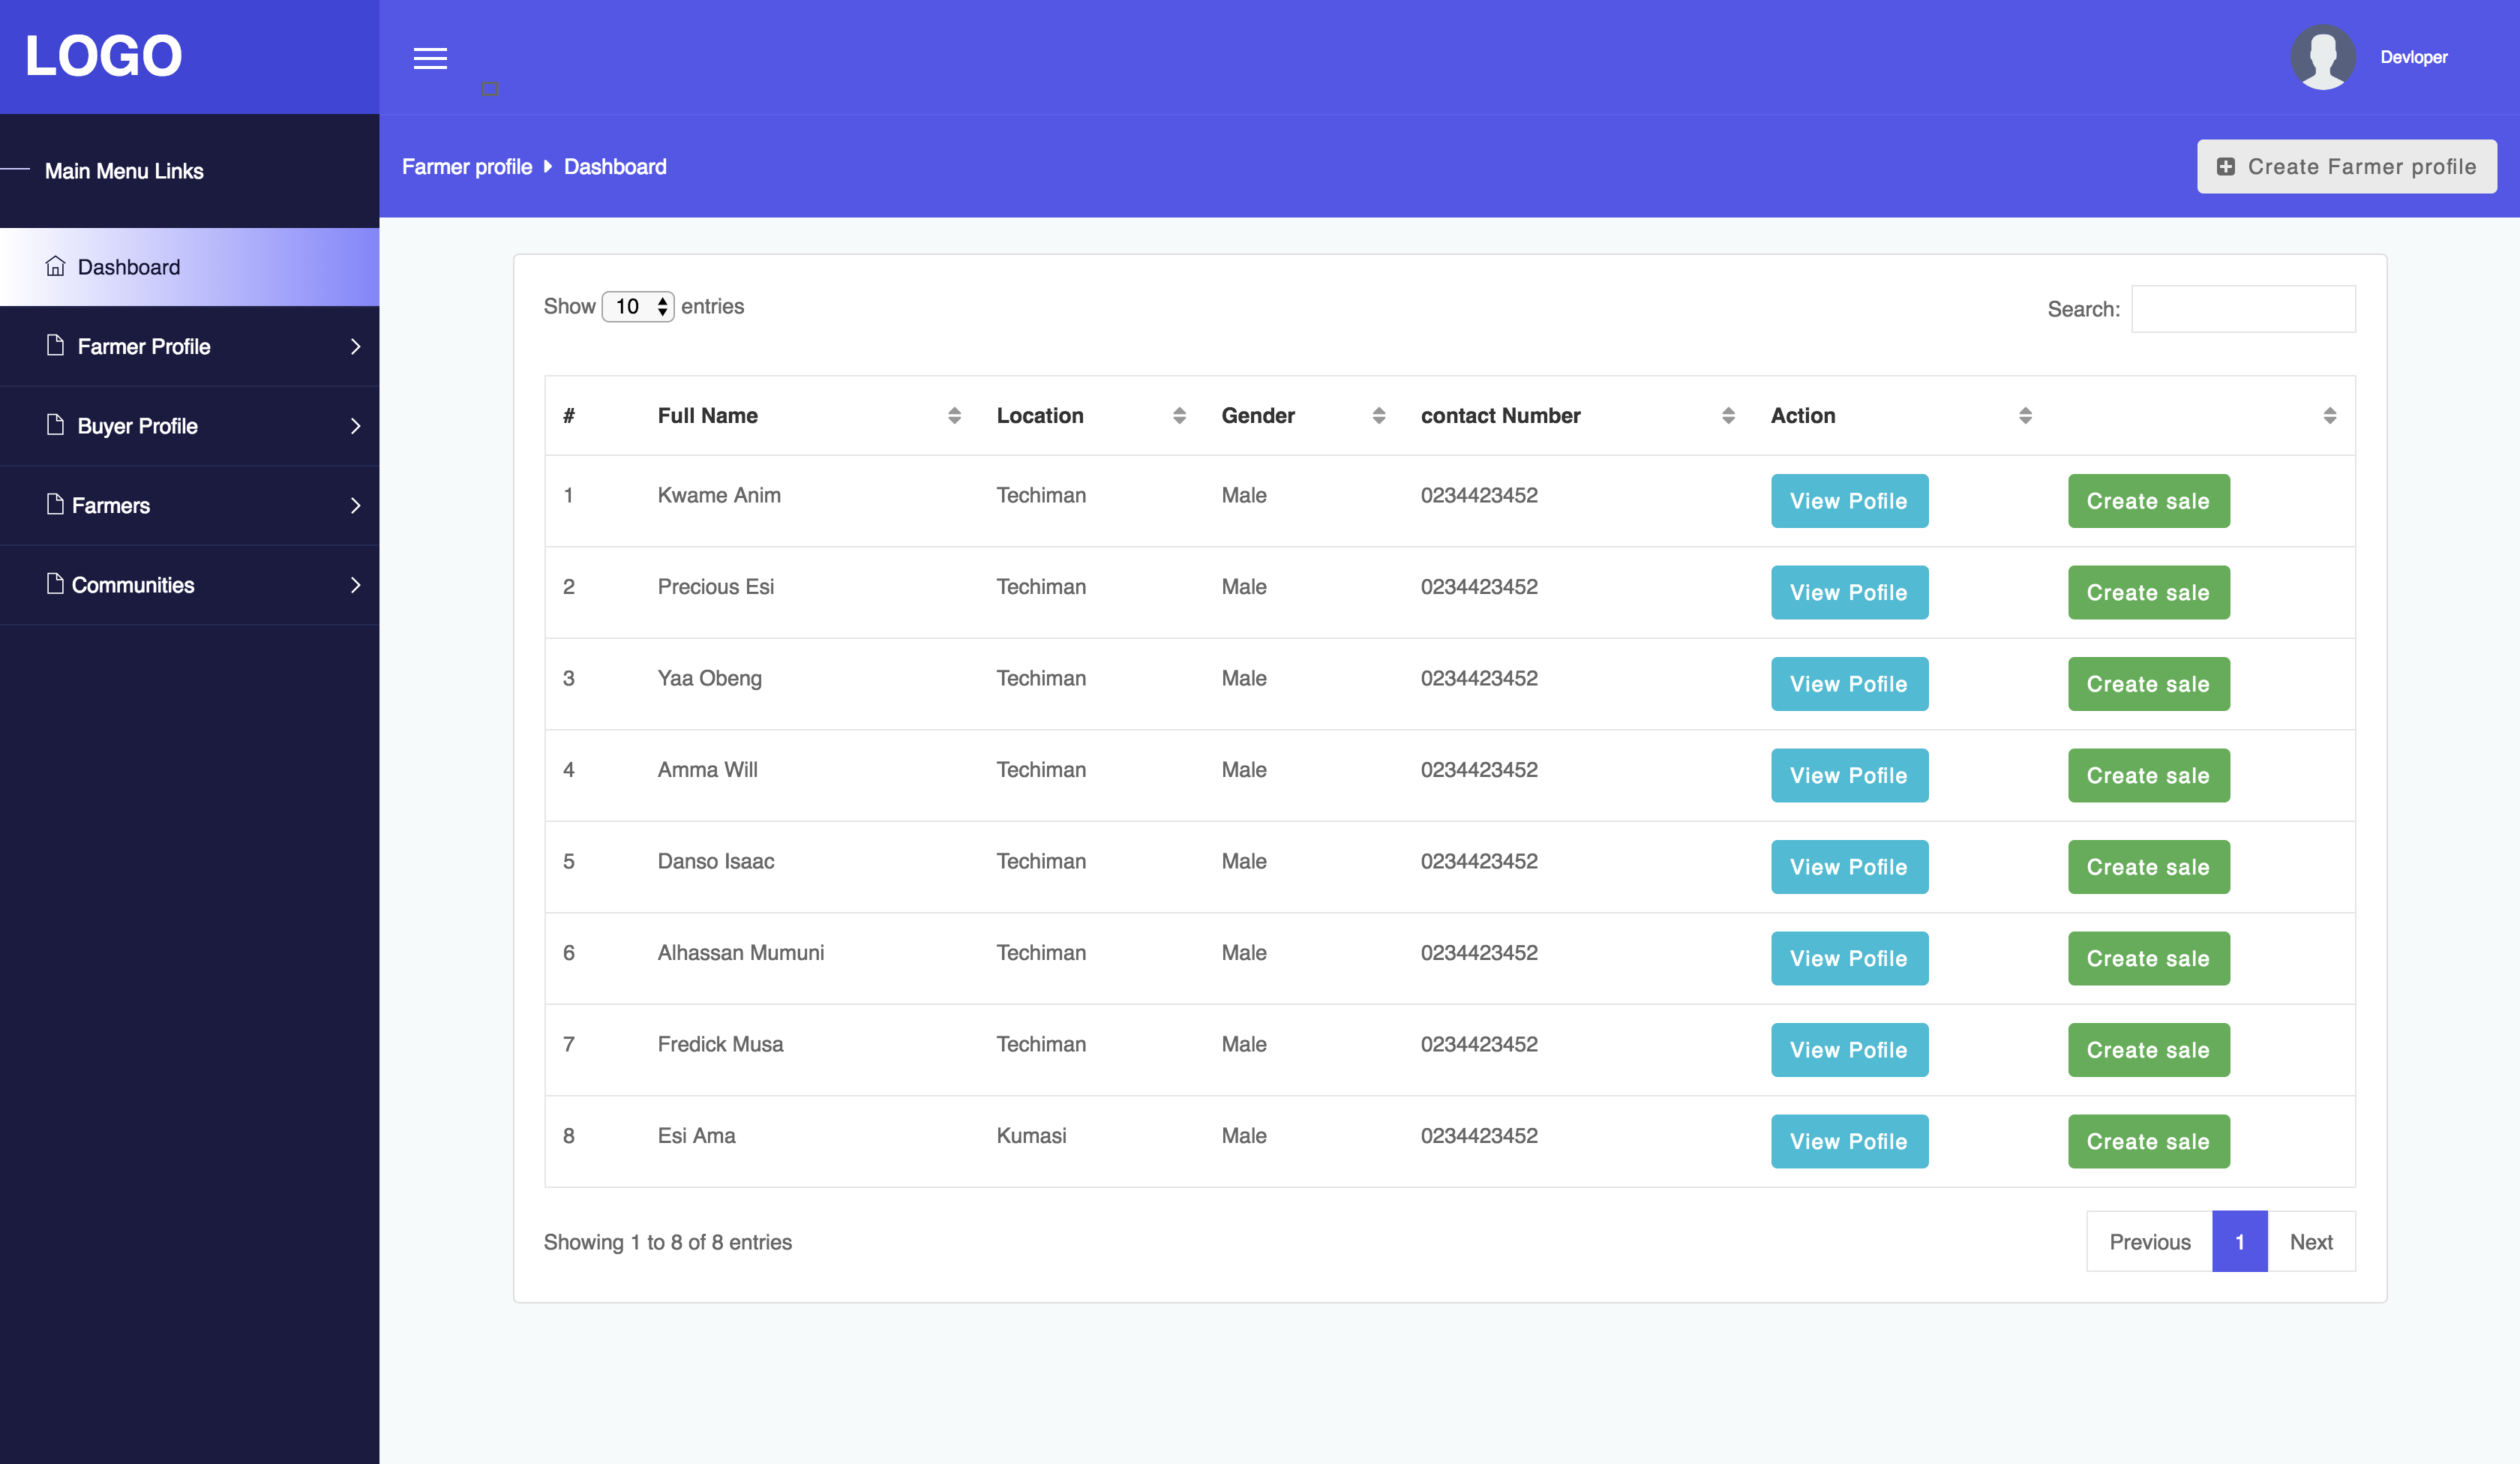 LOGO
Devloper
Main Menu Links
Farmer profile Dashboard
Create Farmer profile
Dashboard
Farmer Profile
Buyer Profile
Farmers
Communities
Show 10 entries
Search:
# Full Name Location Gender contact Number Action
1 Kwame Anim Techiman Male 0234423452 View Pofile Create sale
2 Precious Esi Techiman Male 0234423452 View Pofile Create sale
3 Yaa Obeng Techiman Male 0234423452 View Pofile Create sale
4 Amma Will Techiman Male 0234423452 View Pofile Create sale
5 Danso Isaac Techiman Male 0234423452 View Pofile Create sale
6 Alhassan Mumuni Techiman Male 0234423452 View Pofile Create sale
7 Fredick Musa Techiman Male 0234423452 View Pofile Create sale
8 Esi Ama Kumasi Male 0234423452 View Pofile Create sale
Showing 1 to 8 of 8 entries
Previous 1 Next